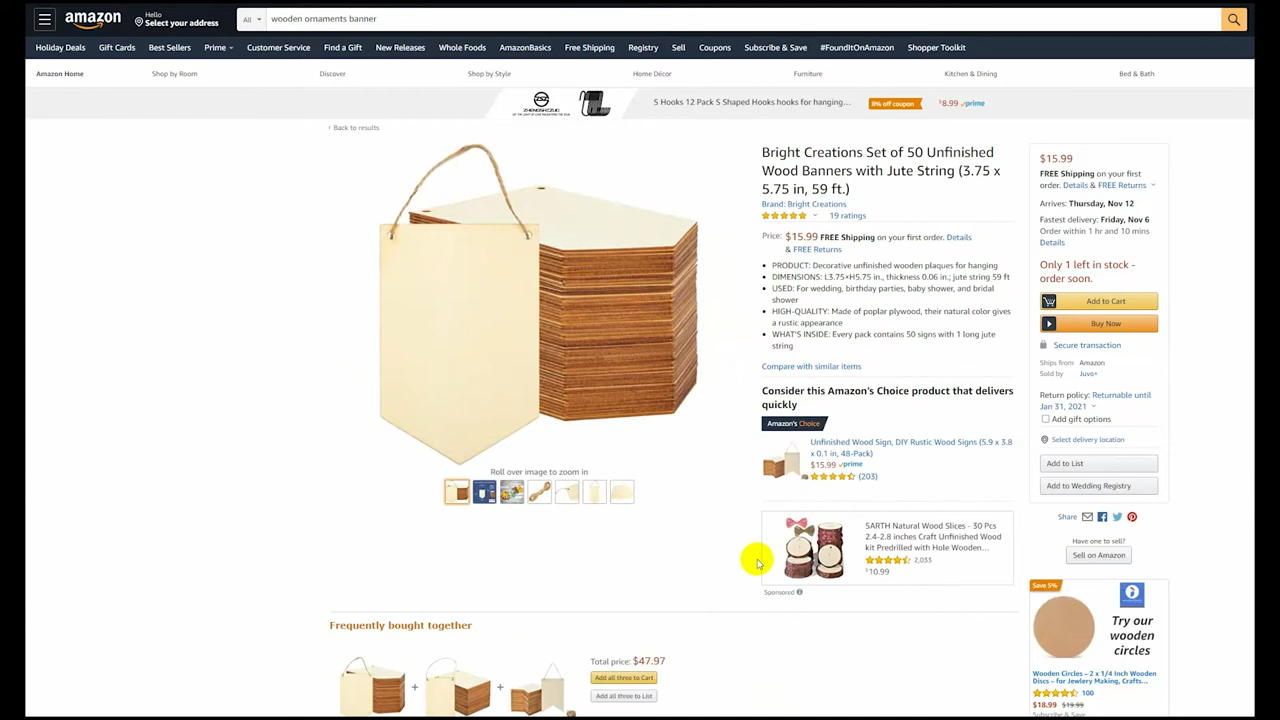 amazon
Hello
Select your address
All
wooden ornaments banner
Holiday Deals
Gift Cards
Best Sellers
Prime
Customer Service
Find a Gift
New Releases
Whole Foods
AmazonBasics
Free Shipping
Registry
Sell
Coupons
Subscribe & Save
#FoundItOnAmazon
Shopper Toolkit
Amazon Home
Shop by Room
Discover
Shop by Style
Home Décor
Furniture
Kitchen & Dining
Bed & Bath
S Hooks 12 Pack S Shaped Hooks hooks for hanging...
8% off coupon
$8.99 prime
‹ Back to results
Bright Creations Set of 50 Unfinished
Wood Banners with Jute String (3.75 x
5.75 in, 59 ft.)
Brand: Bright Creations
19 ratings
Price: $15.99 FREE Shipping on your first order. Details
& FREE Returns
• PRODUCT: Decorative unfinished wooden plaques for hanging
• DIMENSIONS: L3.75×H5.75 in., thickness 0.06 in.; jute string 59 ft
• USED: For wedding, birthday parties, baby shower, and bridal
shower
• HIGH-QUALITY: Made of poplar plywood, their natural color gives
a rustic appearance
• WHAT'S INSIDE: Every pack contains 50 signs with 1 long jute
string
Compare with similar items
Consider this Amazon's Choice product that delivers
quickly
Amazon's Choice
Unfinished Wood Sign, DIY Rustic Wood Signs (5.9 x 3.8
x 0.1 in, 48-Pack)
$15.99 prime
(203)
5ARTH Natural Wood Slices - 30 Pcs
2.4-2.8 inches Craft Unfinished Wood
kit Predrilled with Hole Wooden...
2,033
$10.99
Sponsored
Roll over image to zoom in
Frequently bought together
+
+
Total price: $47.97
Add all three to Cart
Add all three to List
$15.99
FREE Shipping on your first
order. Details & FREE Returns
Arrives: Thursday, Nov 12
Fastest delivery: Friday, Nov 6
Order within 1 hr and 10 mins
Details
Only 1 left in stock -
order soon.
Add to Cart
Buy Now
Secure transaction
Ships from Amazon
Sold by Juvo+
Return policy: Returnable until
Jan 31, 2021
Add gift options
Select delivery location
Add to List
Add to Wedding Registry
Share
Have one to sell?
Sell on Amazon
Save 5%
Try our
wooden
circles
Wooden Circles – 2 x 1/4 Inch Wooden
Discs – for Jewlery Making, Crafts...
100
$18.99 $19.99
Subscribe & Save